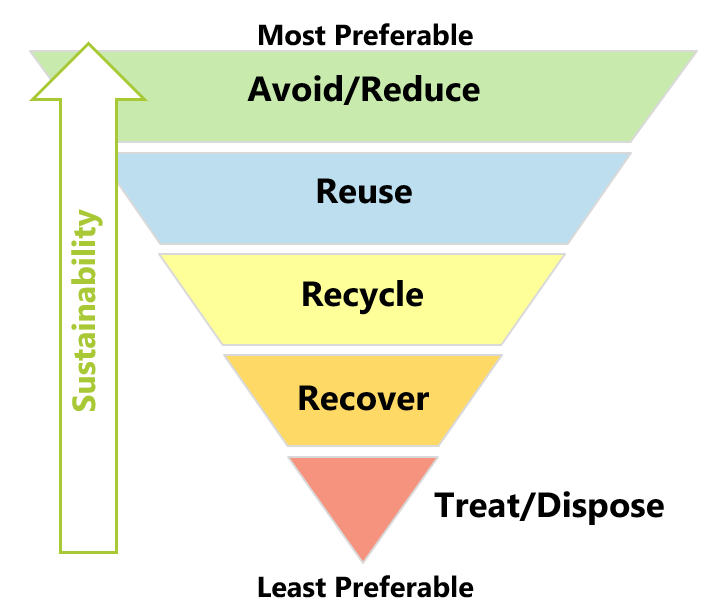 Most Preferable
Avoid/Reduce
Reuse
Recycle
Recover
Treat/Dispose
Least Preferable
Sustainability